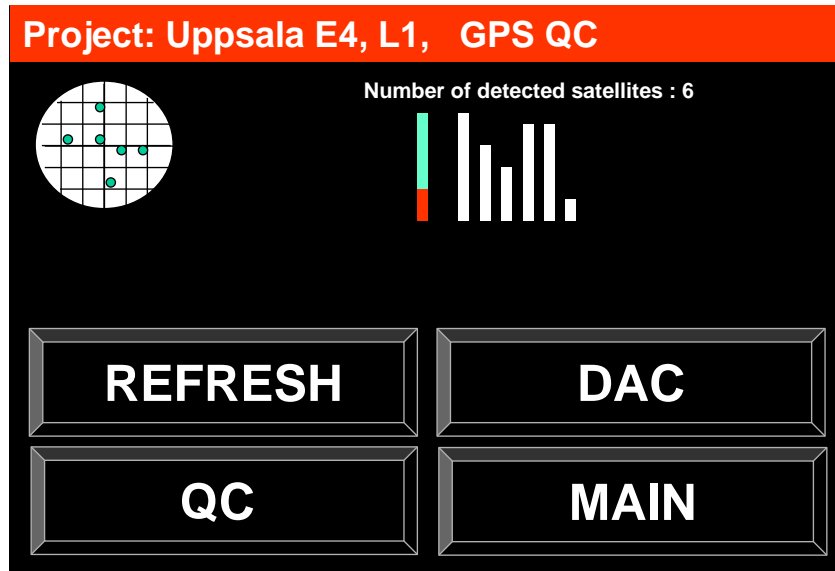 Project: Uppsala E4, L1,   GPS QC
Number of detected satellites : 6
REFRESH
DAC
QC
MAIN